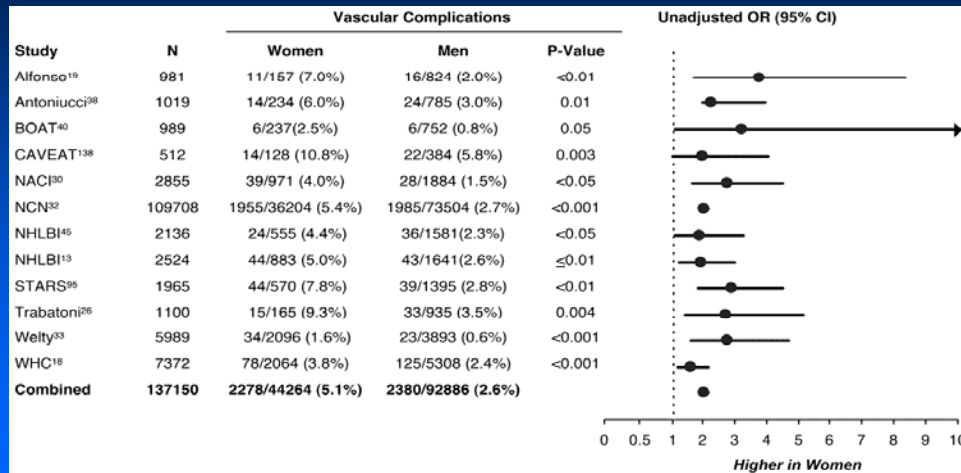 Vascular Complications Unadjusted OR (95% CI)
Study N Women Men P-Value
Alfonso¹⁹ 981 11/157 (7.0%) 16/824 (2.0%) <0.01
Antoniucci³⁸ 1019 14/234 (6.0%) 24/785 (3.0%) 0.01
BOAT⁴⁰ 989 6/237(2.5%) 6/752 (0.8%) 0.05
CAVEAT¹³⁸ 512 14/128 (10.8%) 22/384 (5.8%) 0.003
NACI³⁰ 2855 39/971 (4.0%) 28/1884 (1.5%) <0.05
NCN³² 109708 1955/36204 (5.4%) 1985/73504 (2.7%) <0.001
NHLBI⁴⁵ 2136 24/555 (4.4%) 36/1581(2.3%) <0.05
NHLBI¹³ 2524 44/883 (5.0%) 43/1641(2.6%) ≤0.01
STARS⁹⁵ 1965 44/570 (7.8%) 39/1395 (2.8%) <0.01
Trabatoni²⁶ 1100 15/165 (9.3%) 33/935 (3.5%) 0.004
Welty³³ 5989 34/2096 (1.6%) 23/3893 (0.6%) <0.001
WHC¹⁸ 7372 78/2064 (3.8%) 125/5308 (2.4%) <0.001
Combined 137150 2278/44264 (5.1%) 2380/92886 (2.6%)
0 0.5 1 2 3 4 5 6 7 8 9 10
Higher in Women